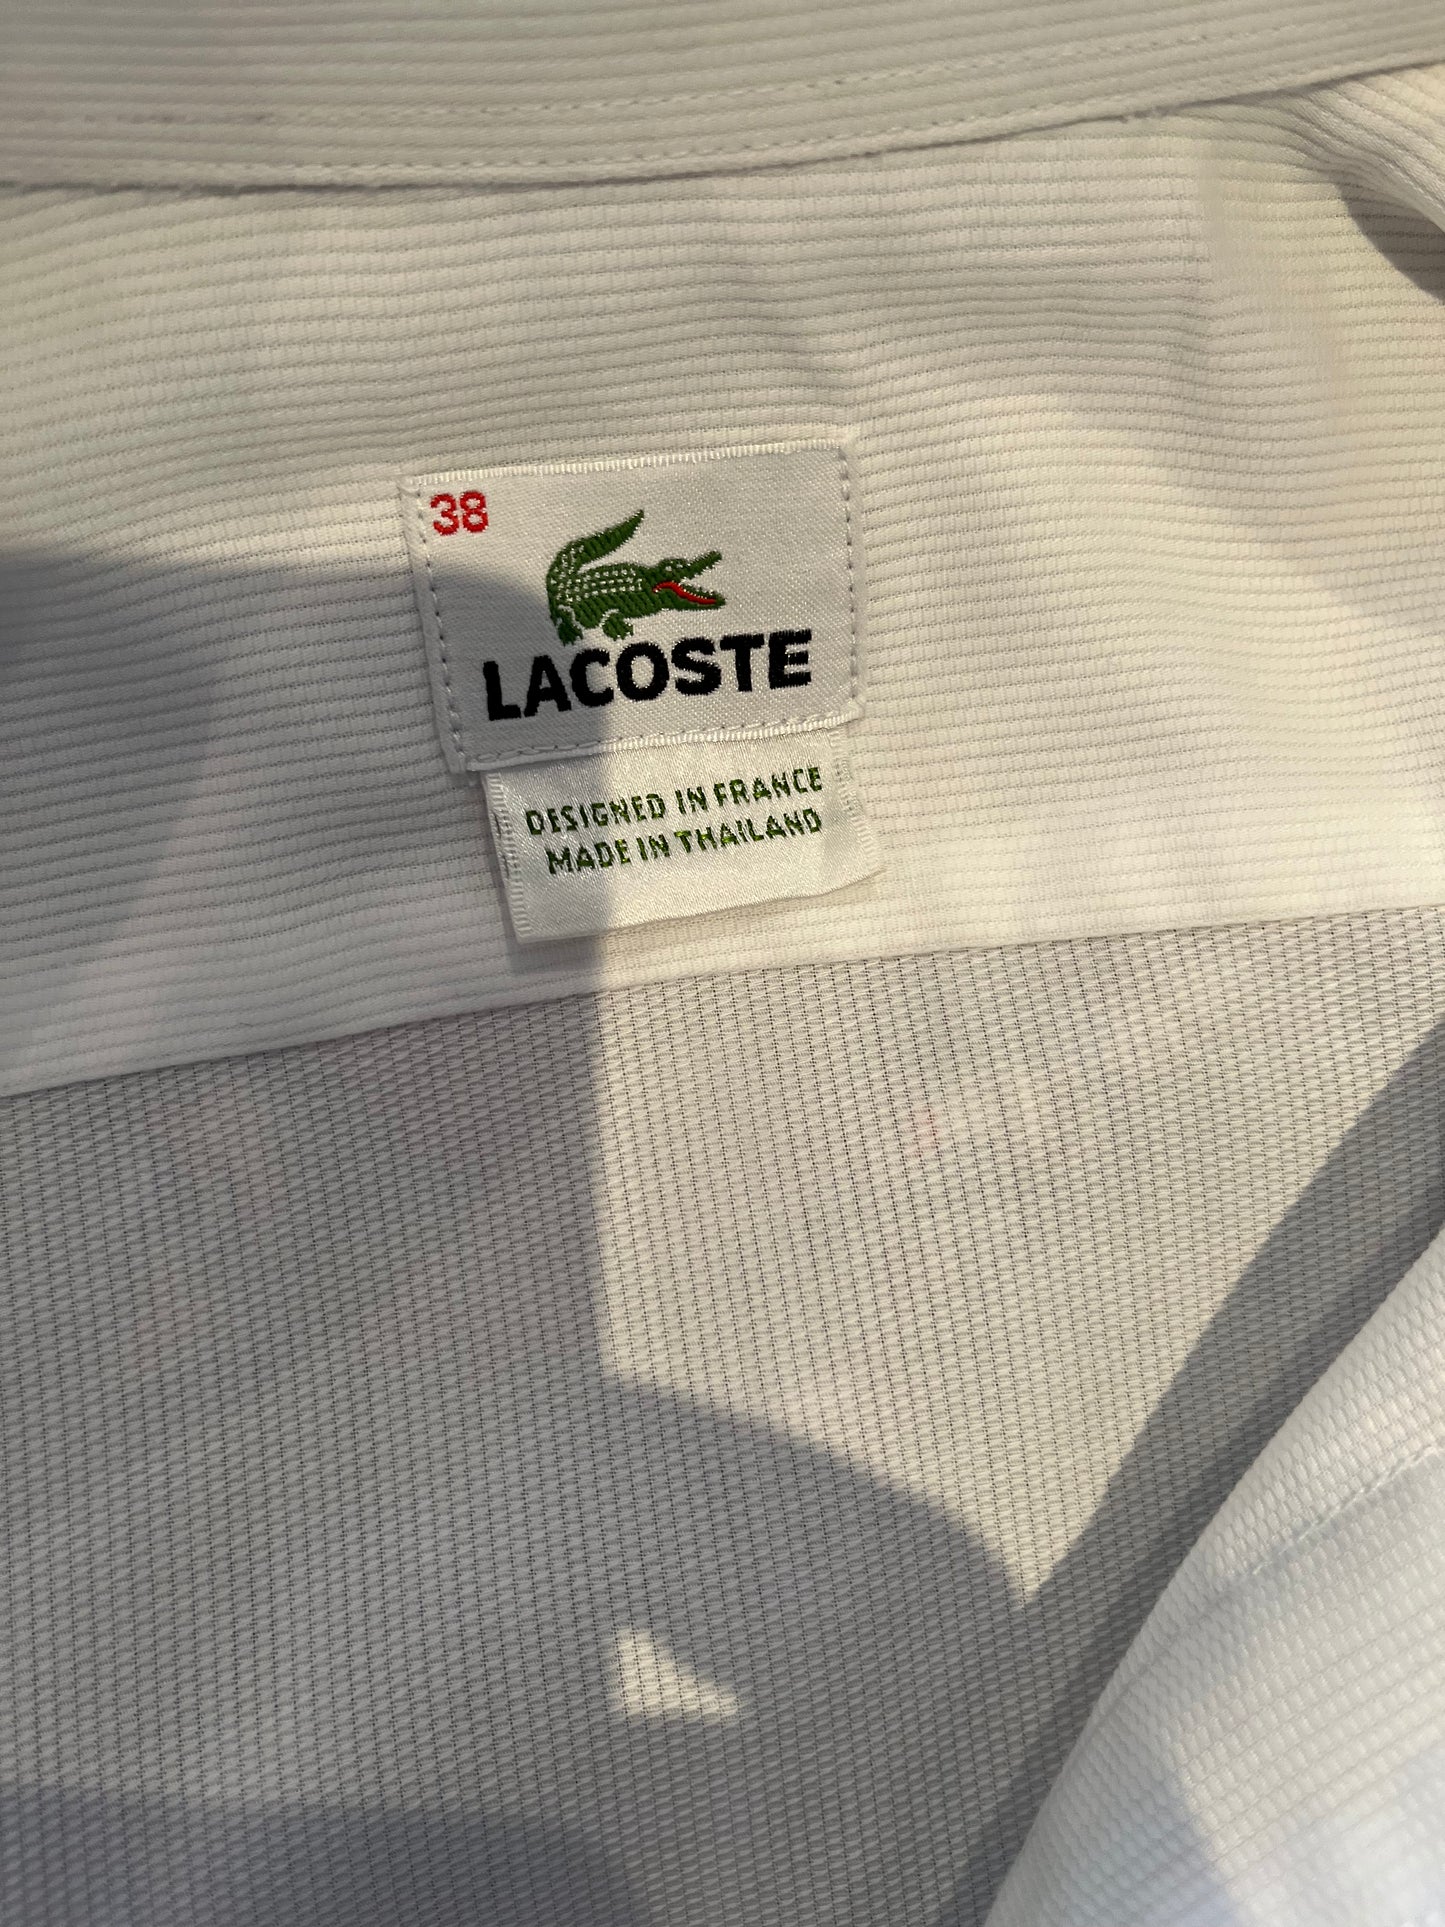 38
LACOSTE
DESIGNED IN FRANCE
MADE IN THAILAND